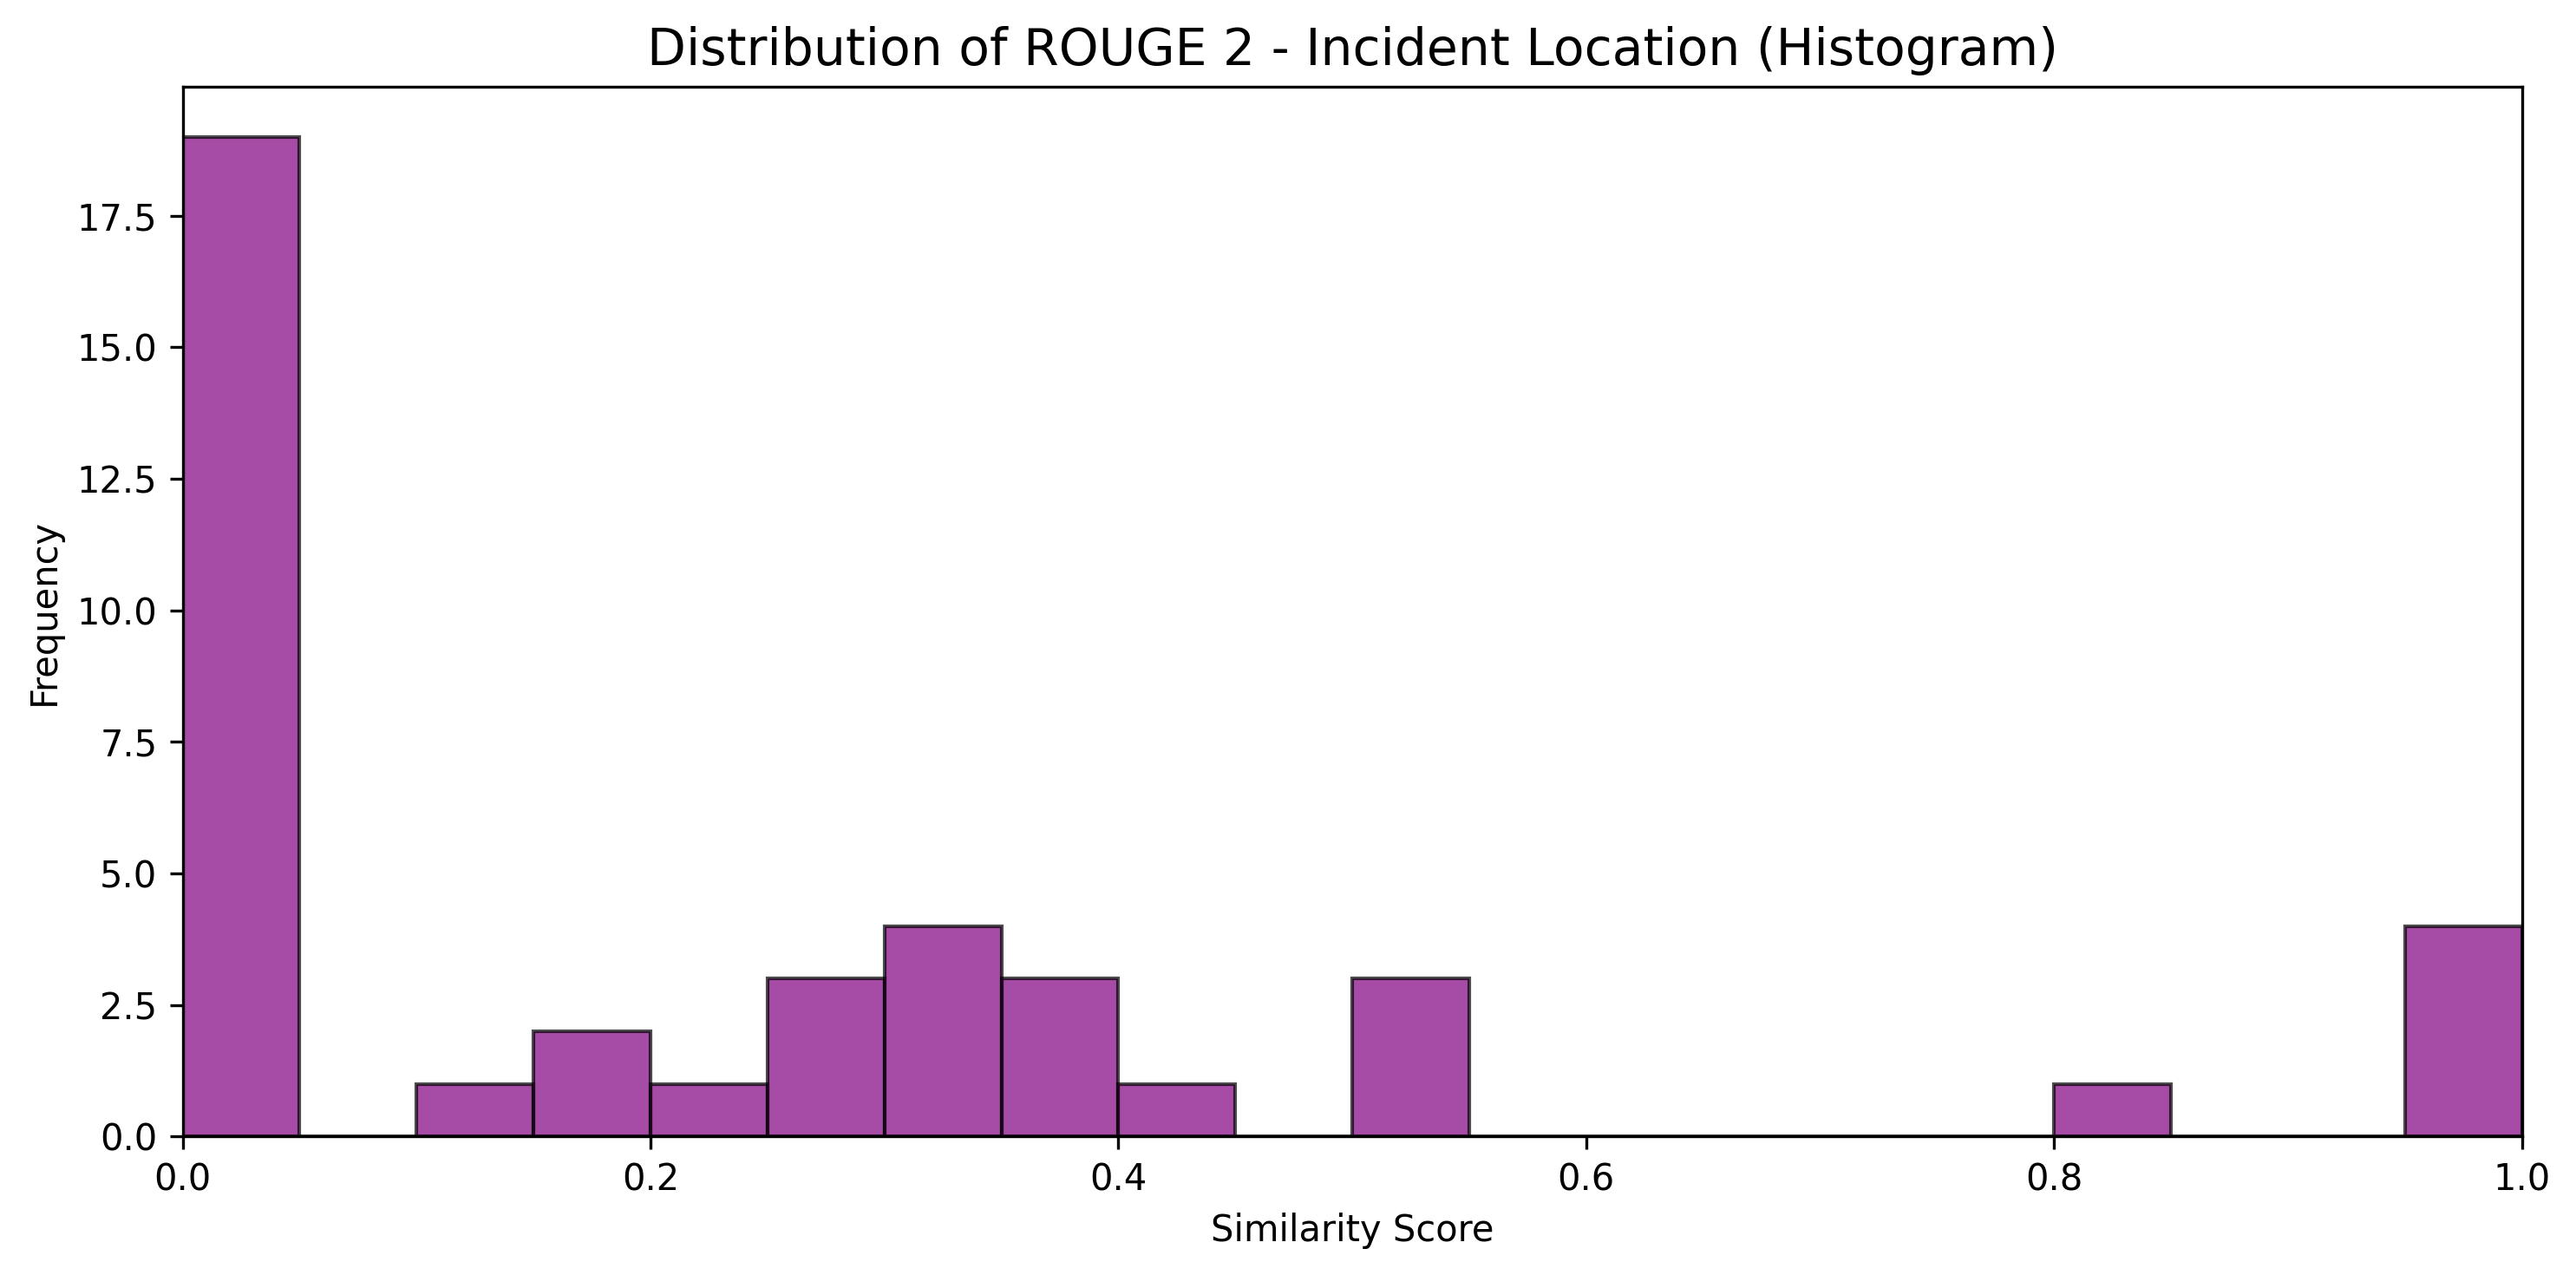 Distribution of ROUGE 2 - Incident Location (Histogram)
Frequency
17.5
15.0
12.5
10.0
7.5
5.0
2.5
0.0
0.0 0.2 0.4 0.6 0.8 1.0
Similarity Score